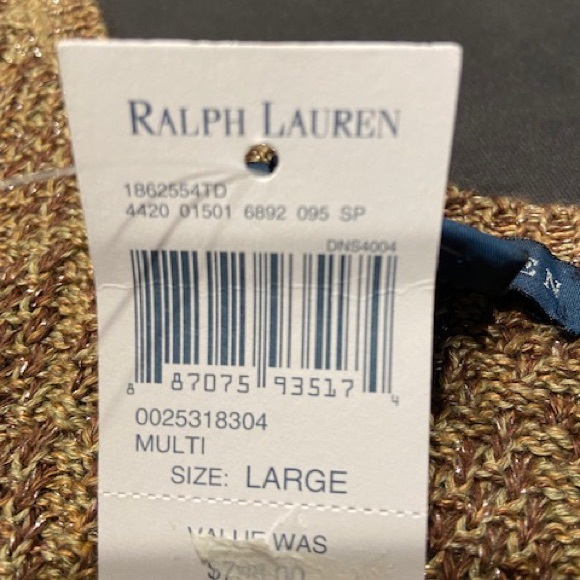 RALPH LAUREN
1862554TD
4420 01501 6892 095 SP
DNS4004
8 87075 93517 4
0025318304
MULTI
SIZE: LARGE
VALUE WAS